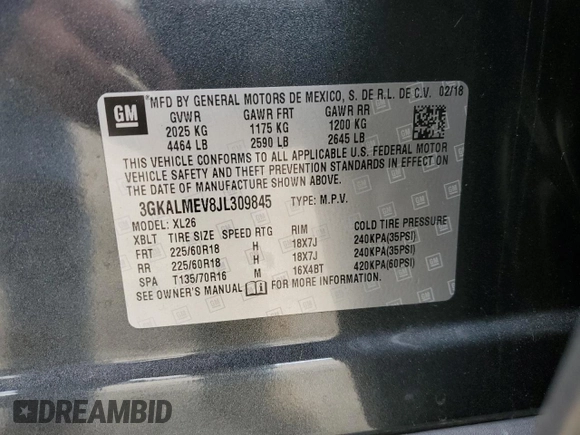 GM MFD BY GENERAL MOTORS DE MEXICO, S. DE R.L. DE C.V. 02/18
GVWR GAWR FRT GAWR RR
2025 KG 1175 KG 1200 KG
4464 LB 2590 LB 2645 LB
THIS VEHICLE CONFORMS TO ALL APPLICABLE U.S. FEDERAL MOTOR
VEHICLE SAFETY AND THEFT PREVENTION STANDARDS IN EFFECT ON
THE DATE OF MANUFACTURE SHOWN ABOVE.
3GKALMEV8JL309845 TYPE: M.P.V.
MODEL: XL26
XBLT TIRE SIZE SPEED RTG RIM COLD TIRE PRESSURE
FRT 225/60R18 H 18X7J 240KPA(35PSI)
RR 225/60R18 H 18X7J 240KPA(35PSI)
SPA T135/70R16 M 16X4BT 420KPA(60PSI)
SEE OWNER'S MANUAL FOR MORE INFORMATION.
DREAMBID